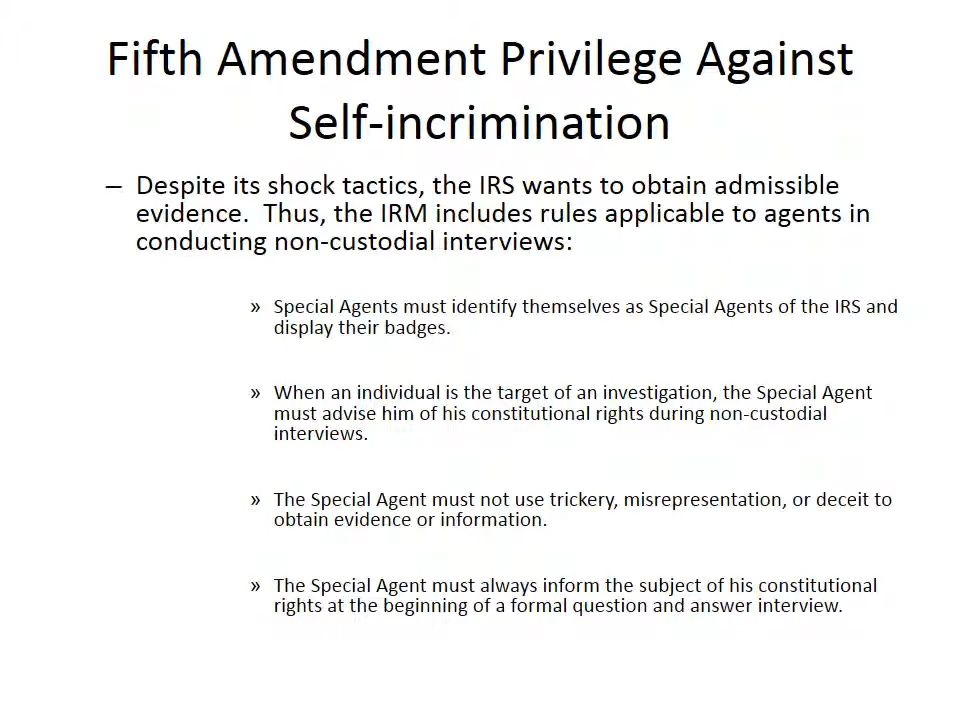 Fifth Amendment Privilege Against
Self-incrimination
– Despite its shock tactics, the IRS wants to obtain admissible
evidence.  Thus, the IRM includes rules applicable to agents in
conducting non-custodial interviews:
» Special Agents must identify themselves as Special Agents of the IRS and
display their badges.
» When an individual is the target of an investigation, the Special Agent
must advise him of his constitutional rights during non-custodial
interviews.
» The Special Agent must not use trickery, misrepresentation, or deceit to
obtain evidence or information.
» The Special Agent must always inform the subject of his constitutional
rights at the beginning of a formal question and answer interview.